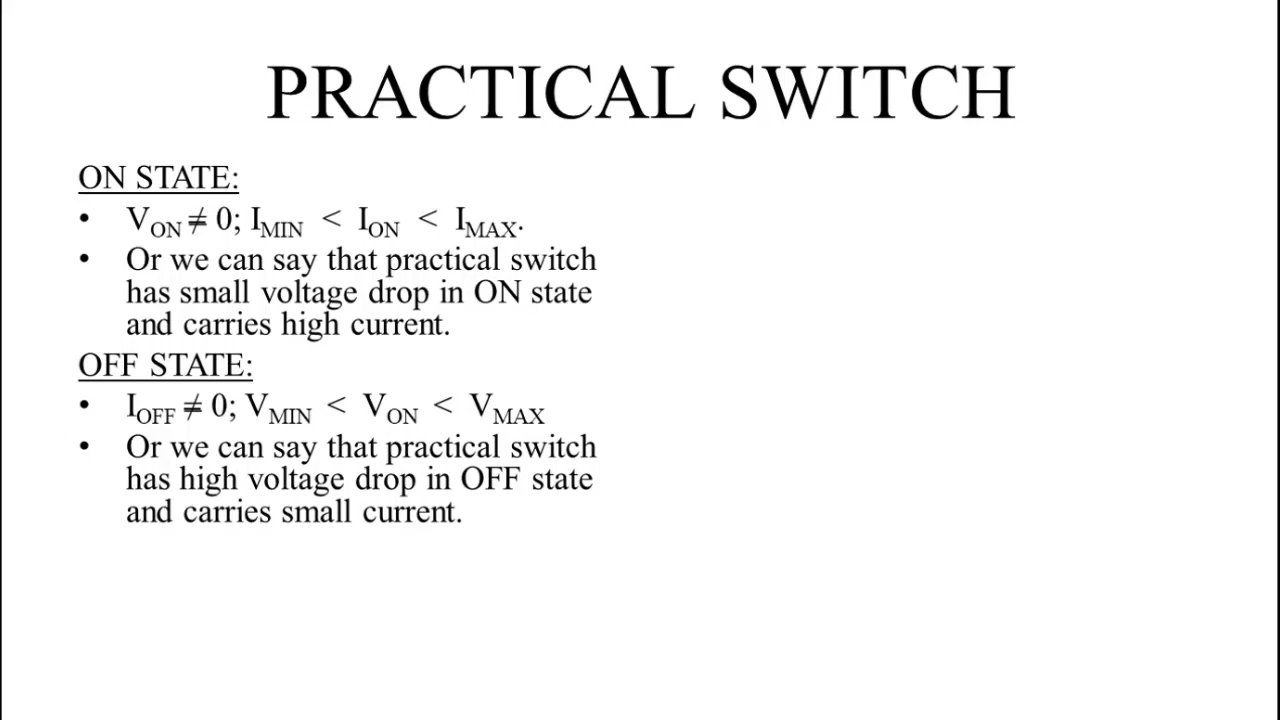 PRACTICAL SWITCH
ON STATE:
• V_ON ≠ 0; I_MIN < I_ON < I_MAX.
• Or we can say that practical switch
has small voltage drop in ON state
and carries high current.
OFF STATE:
• I_OFF ≠ 0; V_MIN < V_ON < V_MAX
• Or we can say that practical switch
has high voltage drop in OFF state
and carries small current.